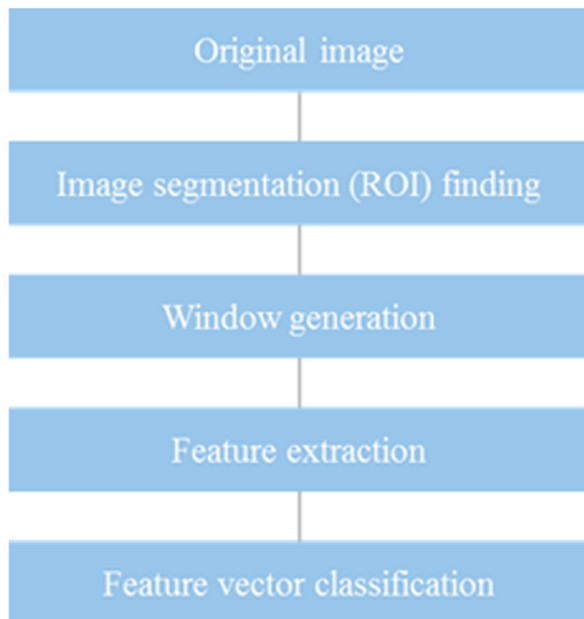 Original image
Image segmentation (ROI) finding
Window generation
Feature extraction
Feature vector classification